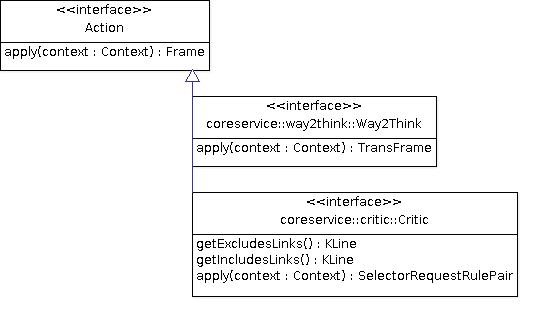 <<interface>>
Action
apply(context : Context) : Frame
<<interface>>
coreservice::way2think::Way2Think
apply(context : Context) : TransFrame
<<interface>>
coreservice::critic::Critic
getExcludesLinks() : KLine
getIncludesLinks() : KLine
apply(context : Context) : SelectorRequestRulePair